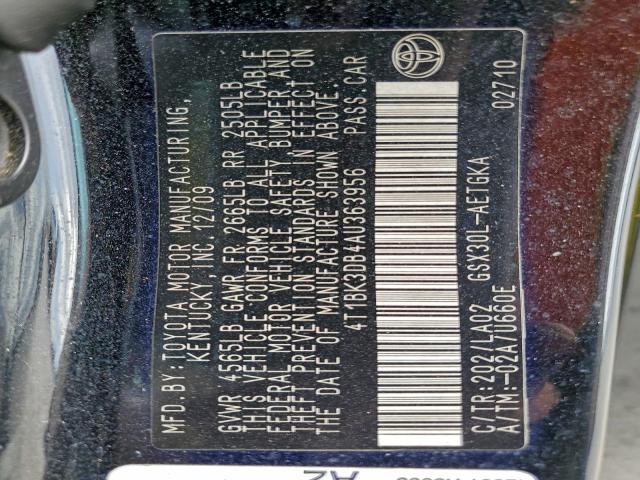 MFD. BY: TOYOTA MOTOR MANUFACTURING,
KENTUCKY INC. 12/09
GVWR 4565LB GAWR FR 2665LB RR 2505LB
THIS VEHICLE CONFORMS TO ALL APPLICABLE
FEDERAL MOTOR VEHICLE SAFETY BUMPER, AND
THEFT PREVENTION STANDARDS IN EFFECT ON
THE DATE OF MANUFACTURE SHOWN ABOVE.
4T1BK3DB4AU363956 PASS. CAR
C/TR: 202/LA02 GSX30L-AETGKA
A/TM: -02A/U660E 02710
A2